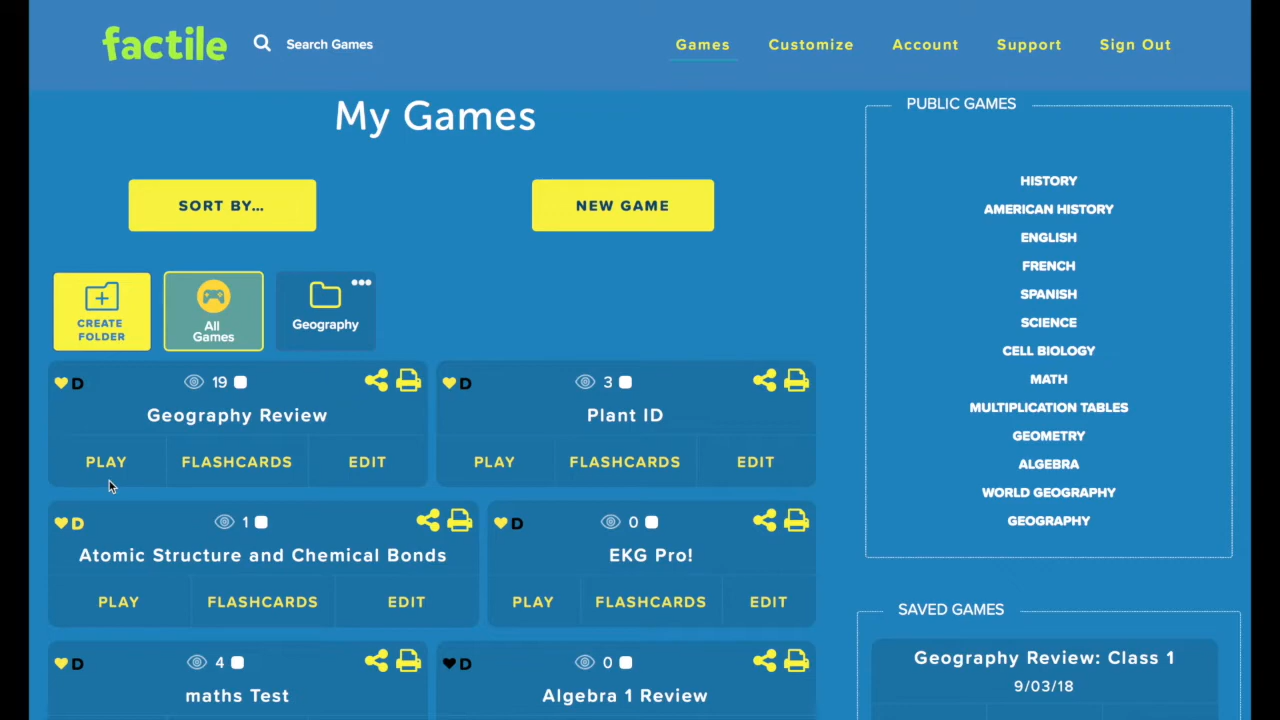 factile
Search Games
Games
Customize
Account
Support
Sign Out
My Games
SORT BY...
NEW GAME
CREATE
FOLDER
All
Games
Geography
D
19
Geography Review
PLAY
FLASHCARDS
EDIT
D
3
Plant ID
PLAY
FLASHCARDS
EDIT
D
1
Atomic Structure and Chemical Bonds
PLAY
FLASHCARDS
EDIT
D
0
EKG Pro!
PLAY
FLASHCARDS
EDIT
D
4
maths Test
D
0
Algebra 1 Review
PUBLIC GAMES
HISTORY
AMERICAN HISTORY
ENGLISH
FRENCH
SPANISH
SCIENCE
CELL BIOLOGY
MATH
MULTIPLICATION TABLES
GEOMETRY
ALGEBRA
WORLD GEOGRAPHY
GEOGRAPHY
SAVED GAMES
Geography Review: Class 1
9/03/18